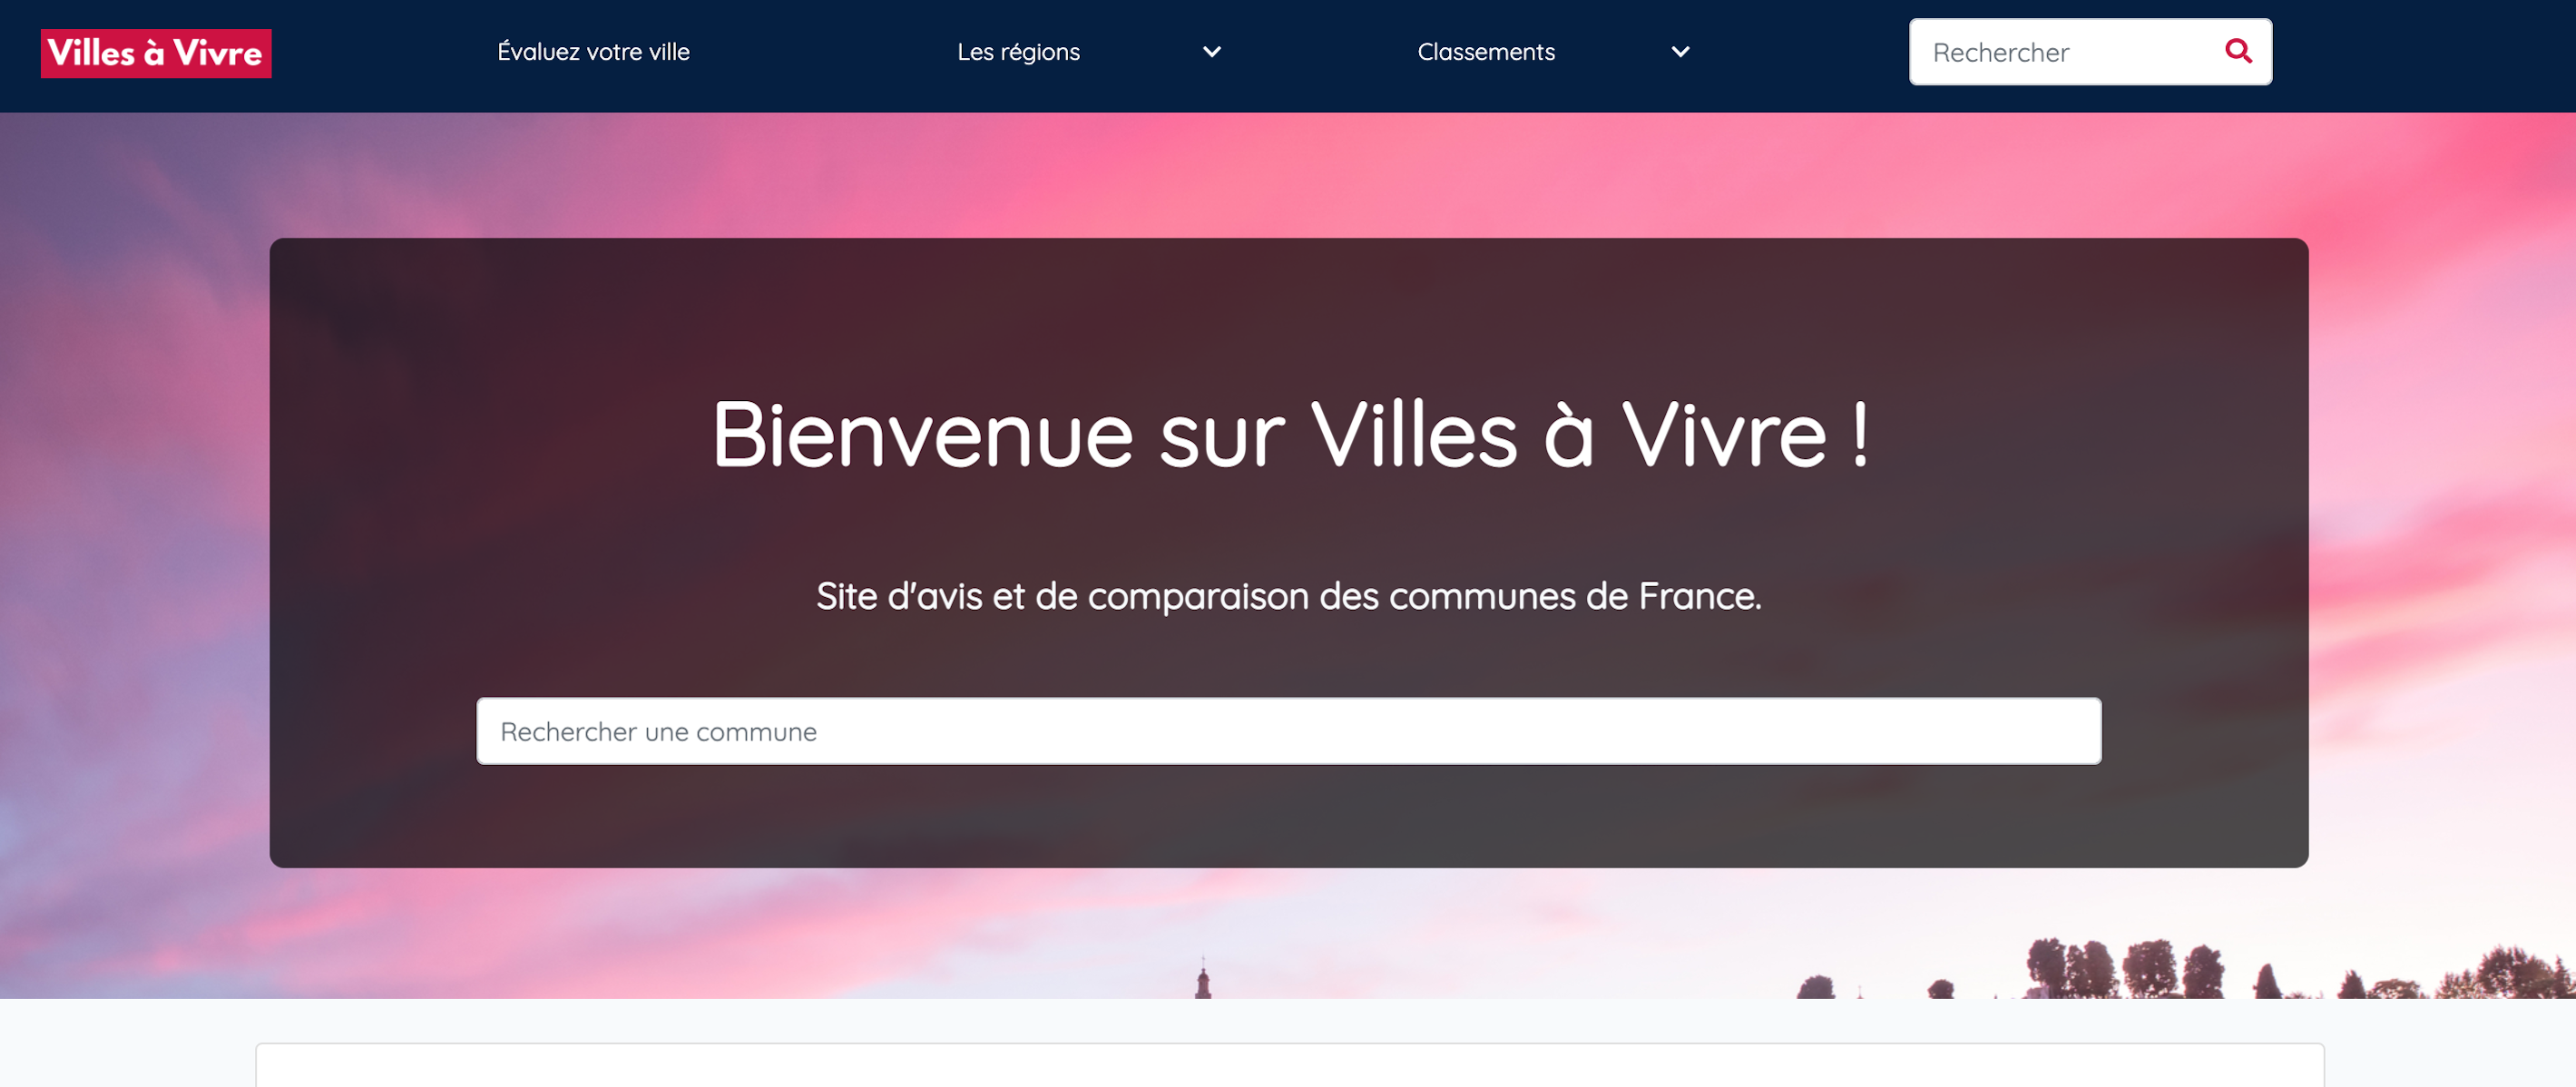 Villes à Vivre
Évaluez votre ville
Les régions
Classements
Rechercher
Bienvenue sur Villes à Vivre !
Site d'avis et de comparaison des communes de France.
Rechercher une commune